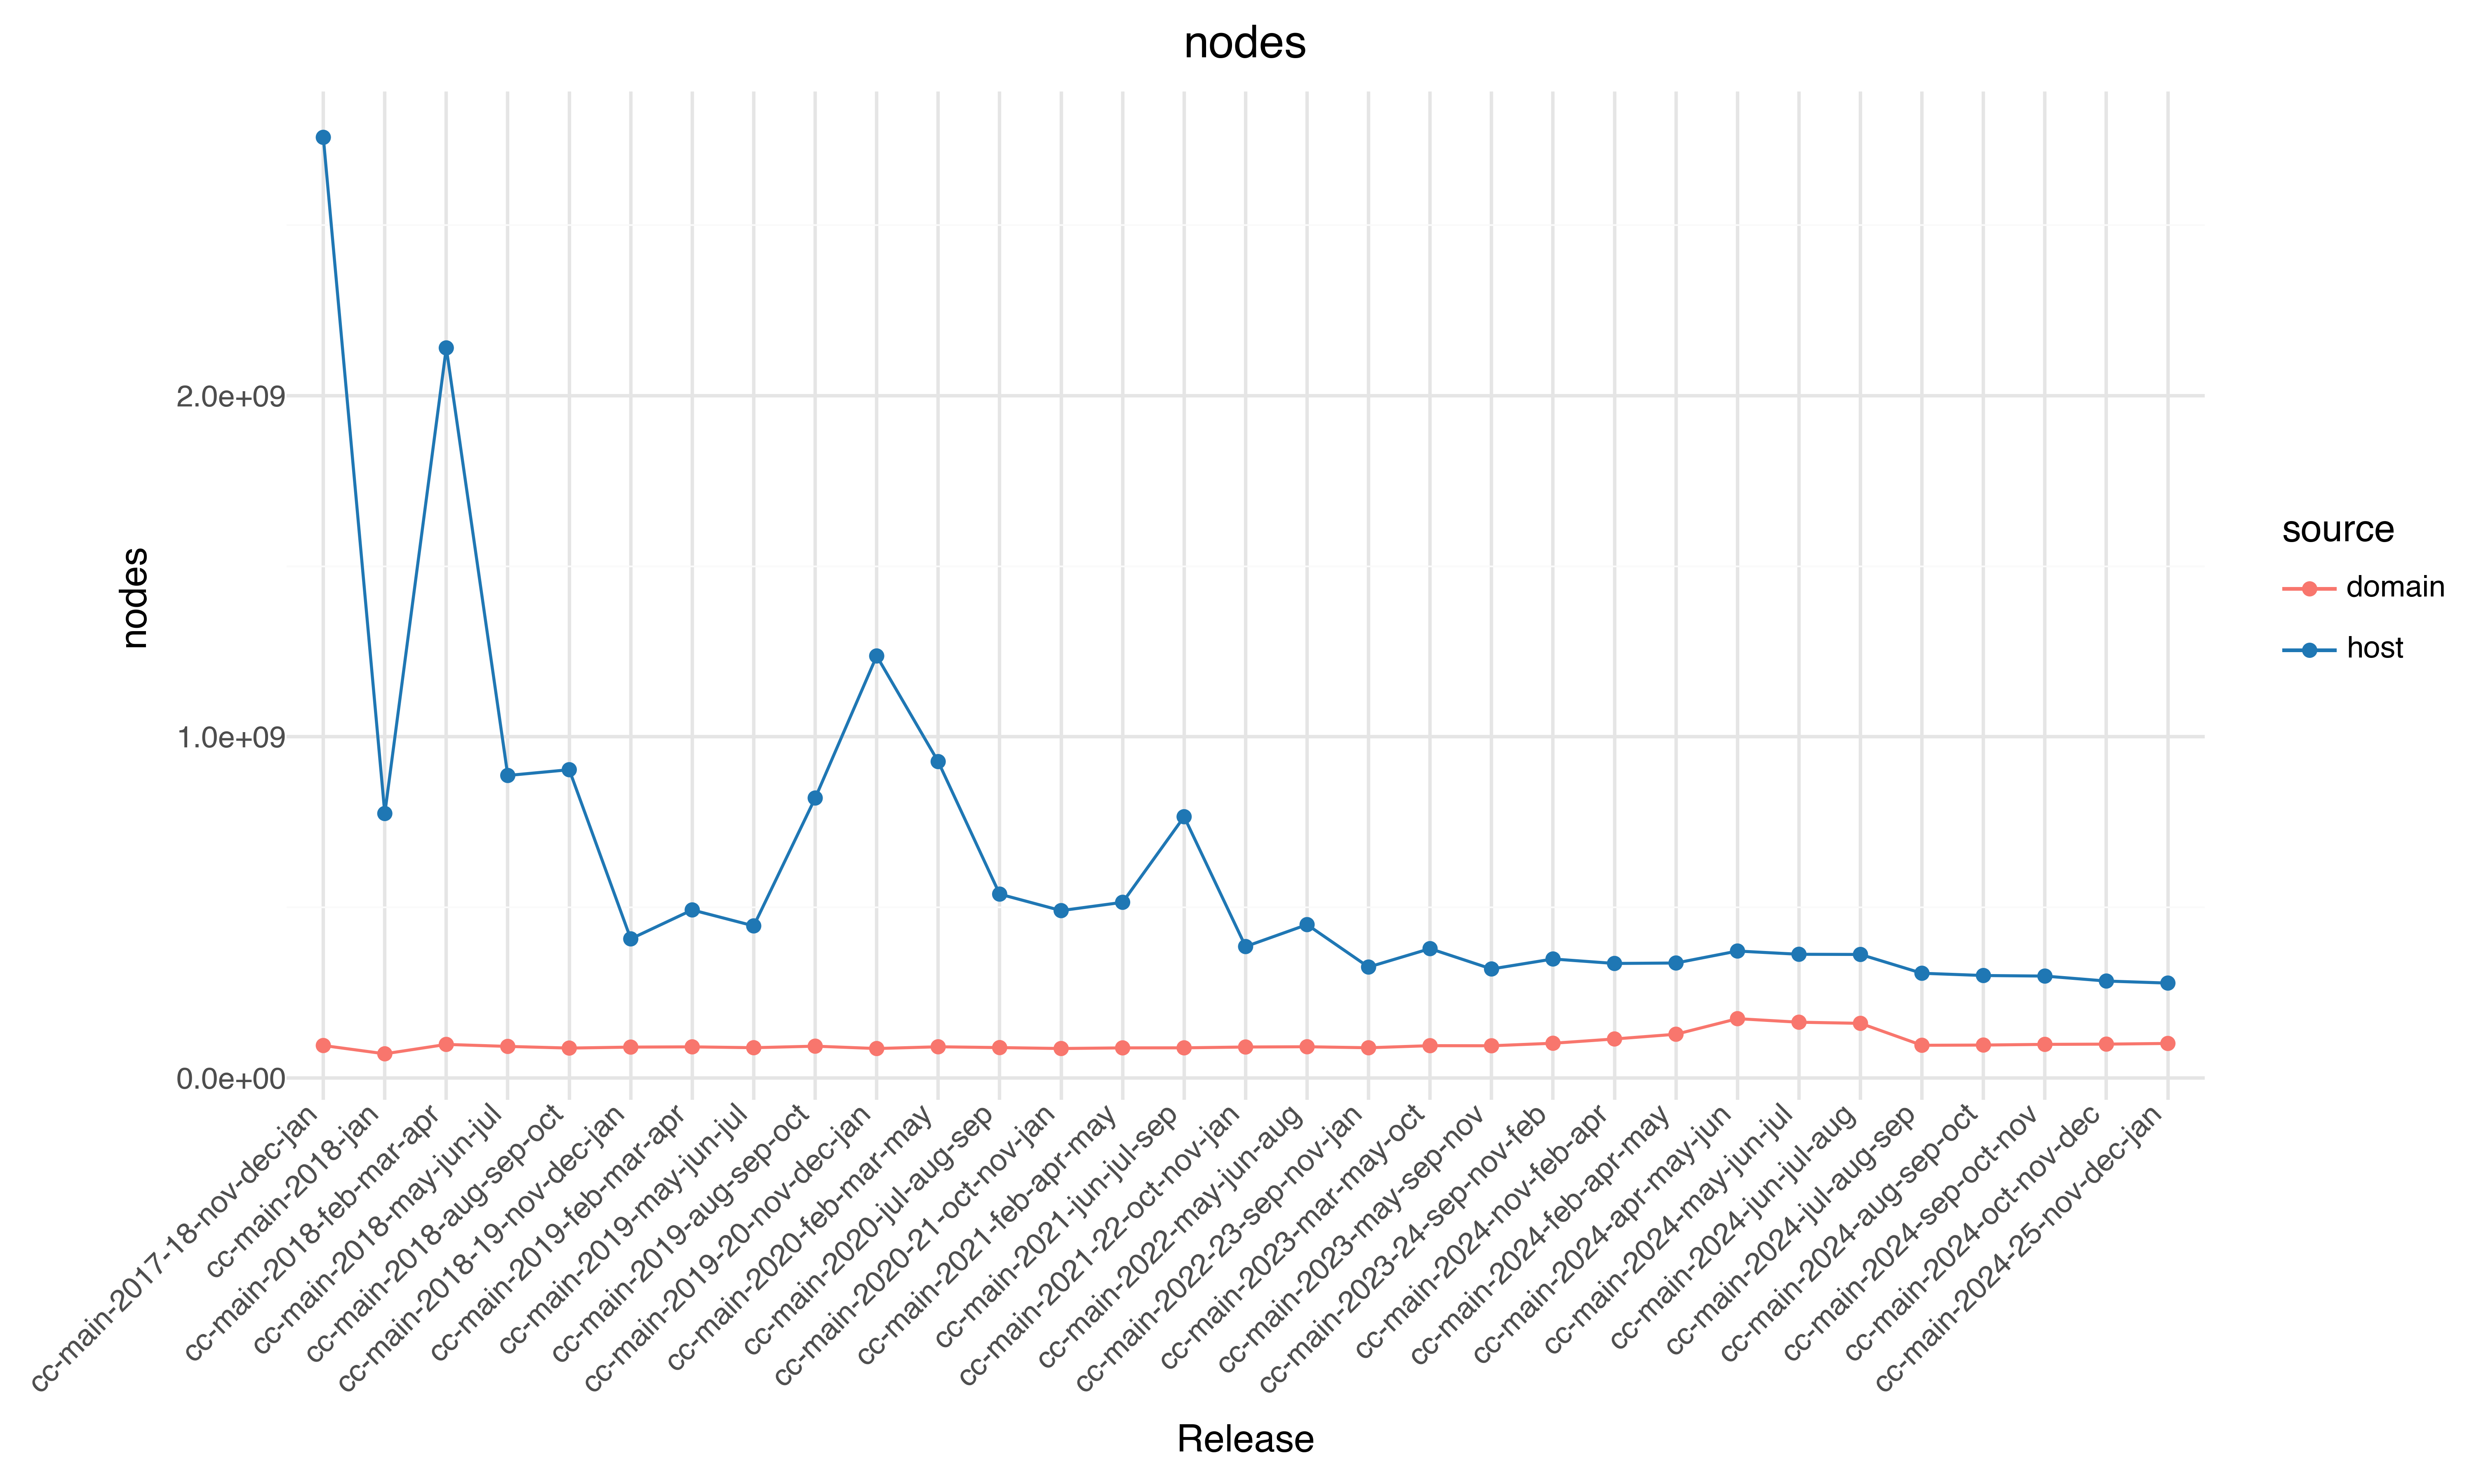 nodes
nodes
2.0e+09
1.0e+09
0.0e+00
cc-main-2017-18-nov-dec-jan
cc-main-2018-jan
cc-main-2018-feb-mar-apr
cc-main-2018-may-jun-jul
cc-main-2018-aug-sep-oct
cc-main-2018-19-nov-dec-jan
cc-main-2019-feb-mar-apr
cc-main-2019-may-jun-jul
cc-main-2019-aug-sep-oct
cc-main-2019-20-nov-dec-jan
cc-main-2020-feb-mar-may
cc-main-2020-jul-aug-sep
cc-main-2020-21-oct-nov-jan
cc-main-2021-feb-apr-may
cc-main-2021-jun-jul-sep
cc-main-2021-22-oct-nov-jan
cc-main-2022-may-jun-aug
cc-main-2022-23-sep-nov-jan
cc-main-2023-mar-may-oct
cc-main-2023-may-sep-nov
cc-main-2023-24-sep-nov-feb
cc-main-2024-nov-feb-apr
cc-main-2024-feb-apr-may
cc-main-2024-apr-may-jun
cc-main-2024-may-jun-jul
cc-main-2024-jun-jul-aug
cc-main-2024-jul-aug-sep
cc-main-2024-aug-sep-oct
cc-main-2024-sep-oct-nov
cc-main-2024-oct-nov-dec
cc-main-2024-25-nov-dec-jan
Release
source
domain
host